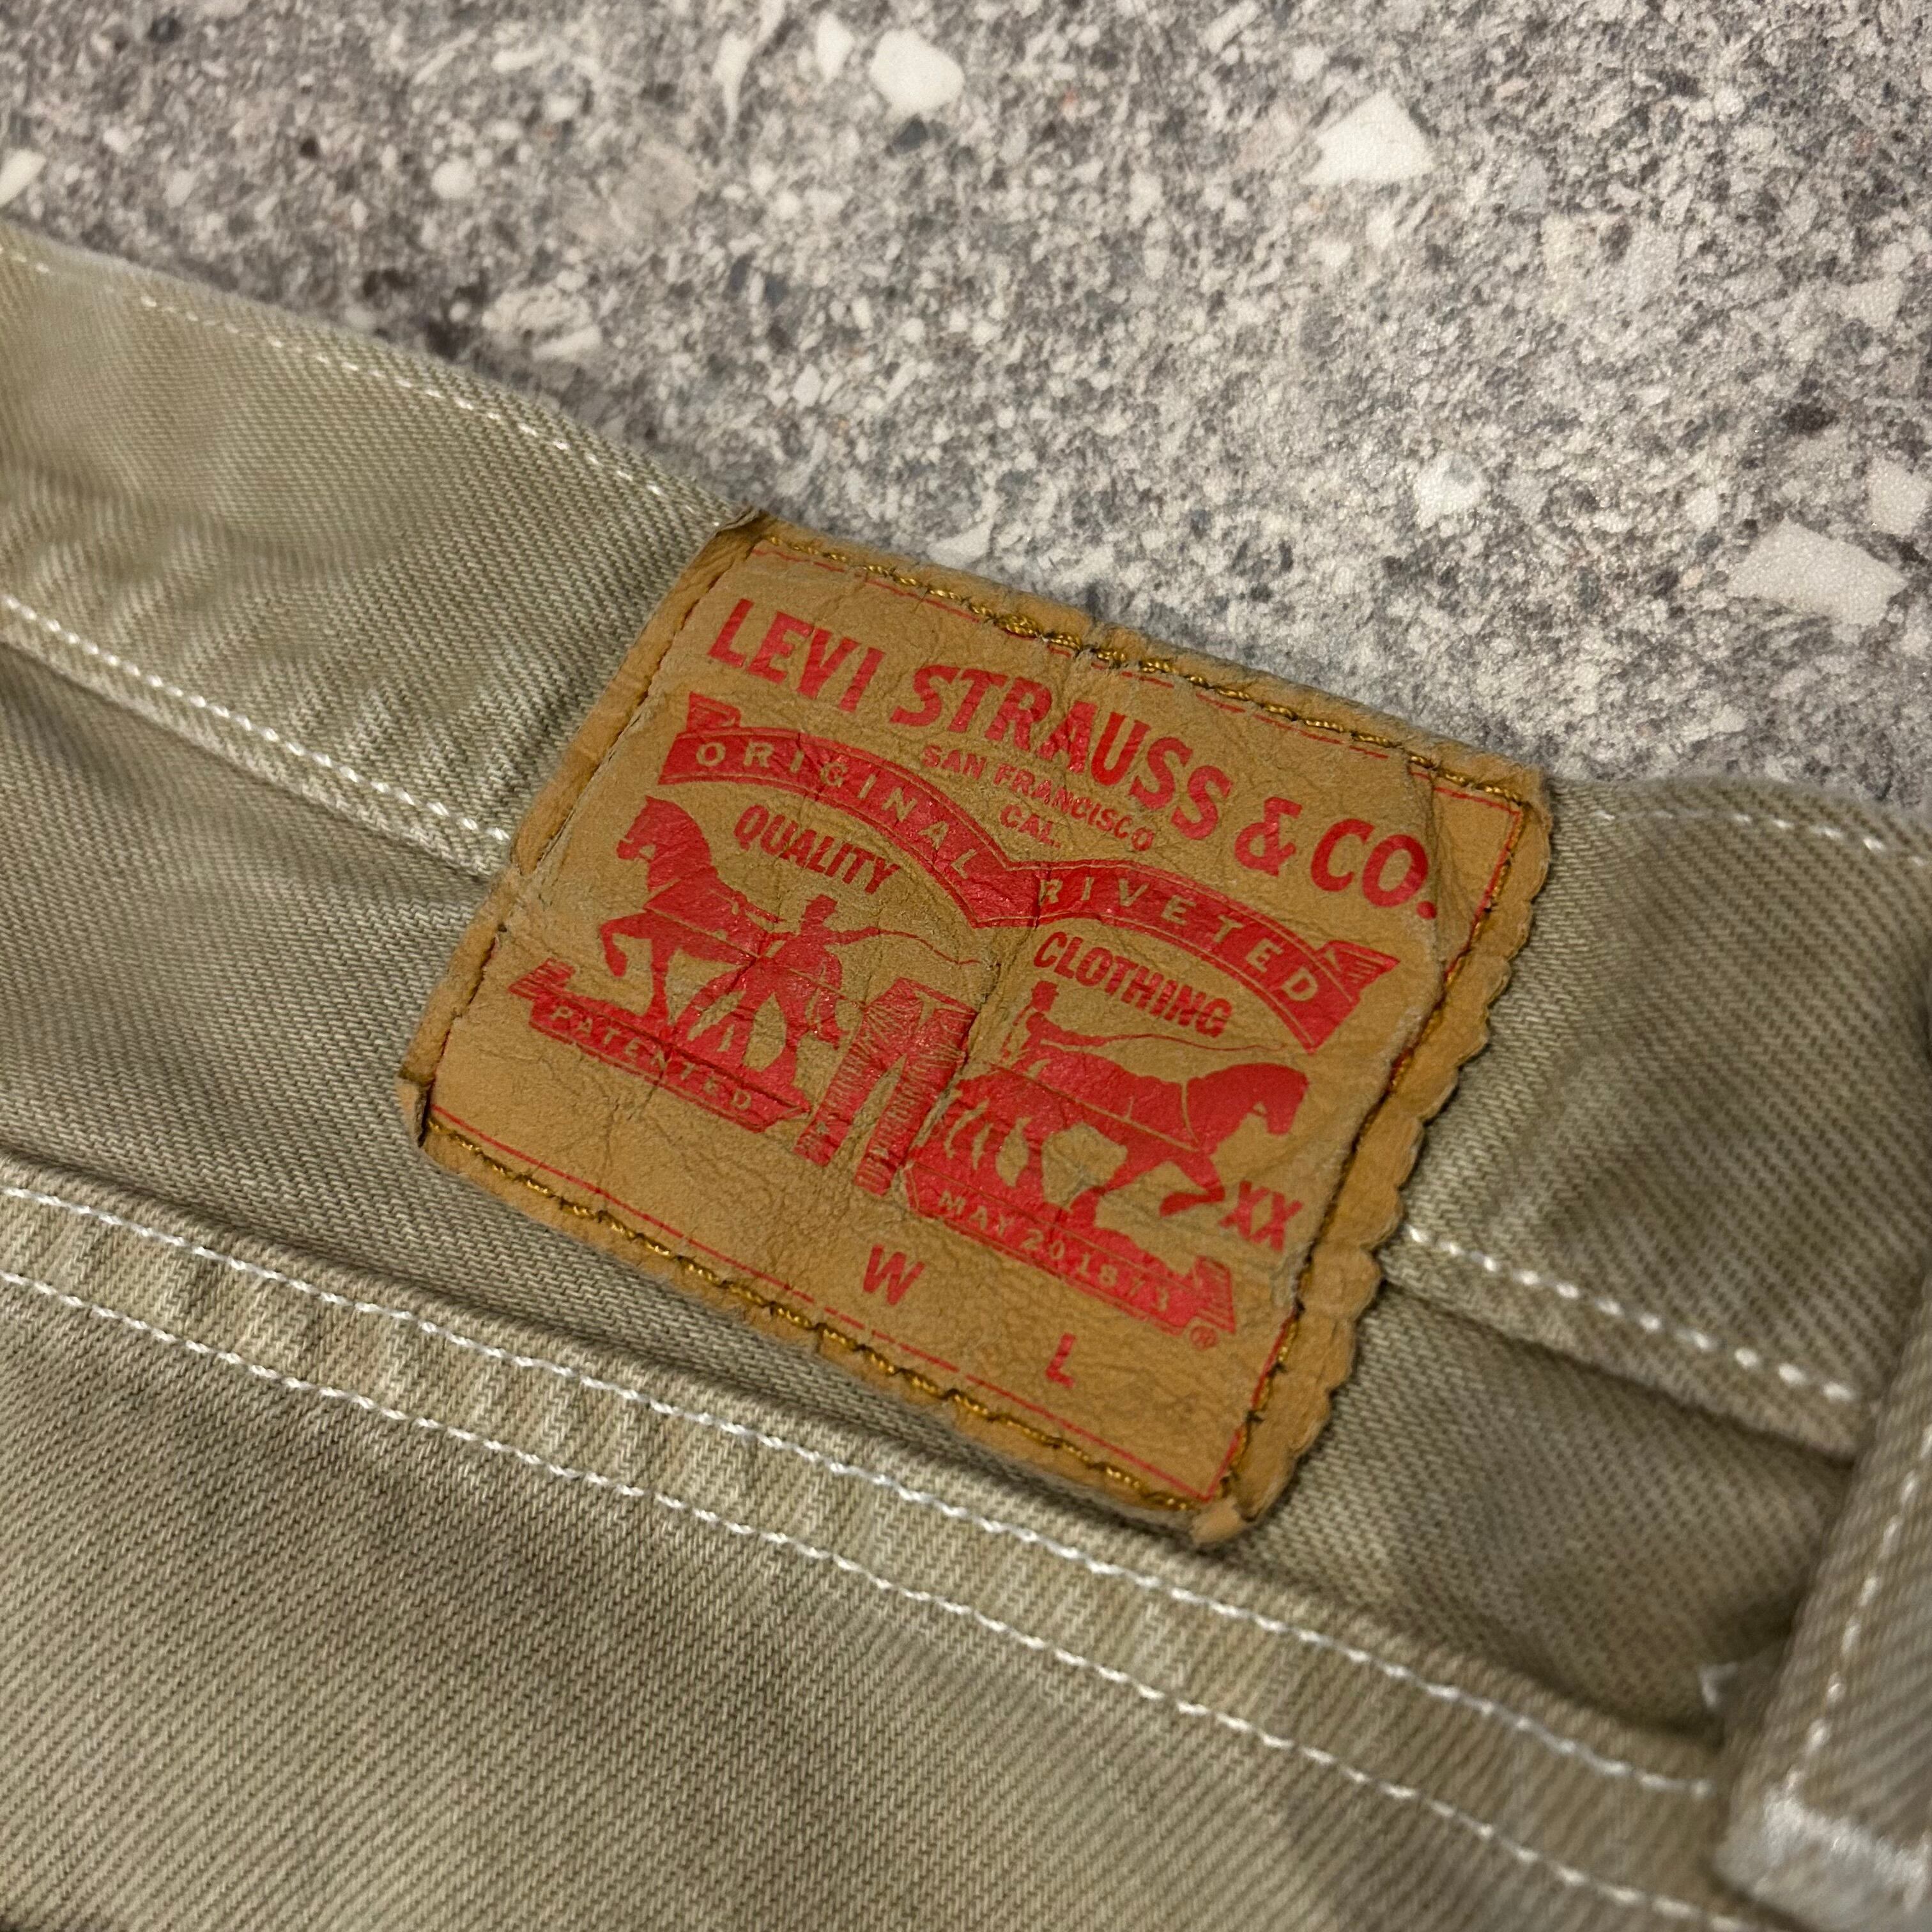 LEVI STRAUSS & CO.
SAN FRANCISCO
CAL.
ORIGINAL RIVETED
QUALITY CLOTHING
PATENTED
MAY 20 1873
XX
®
W L